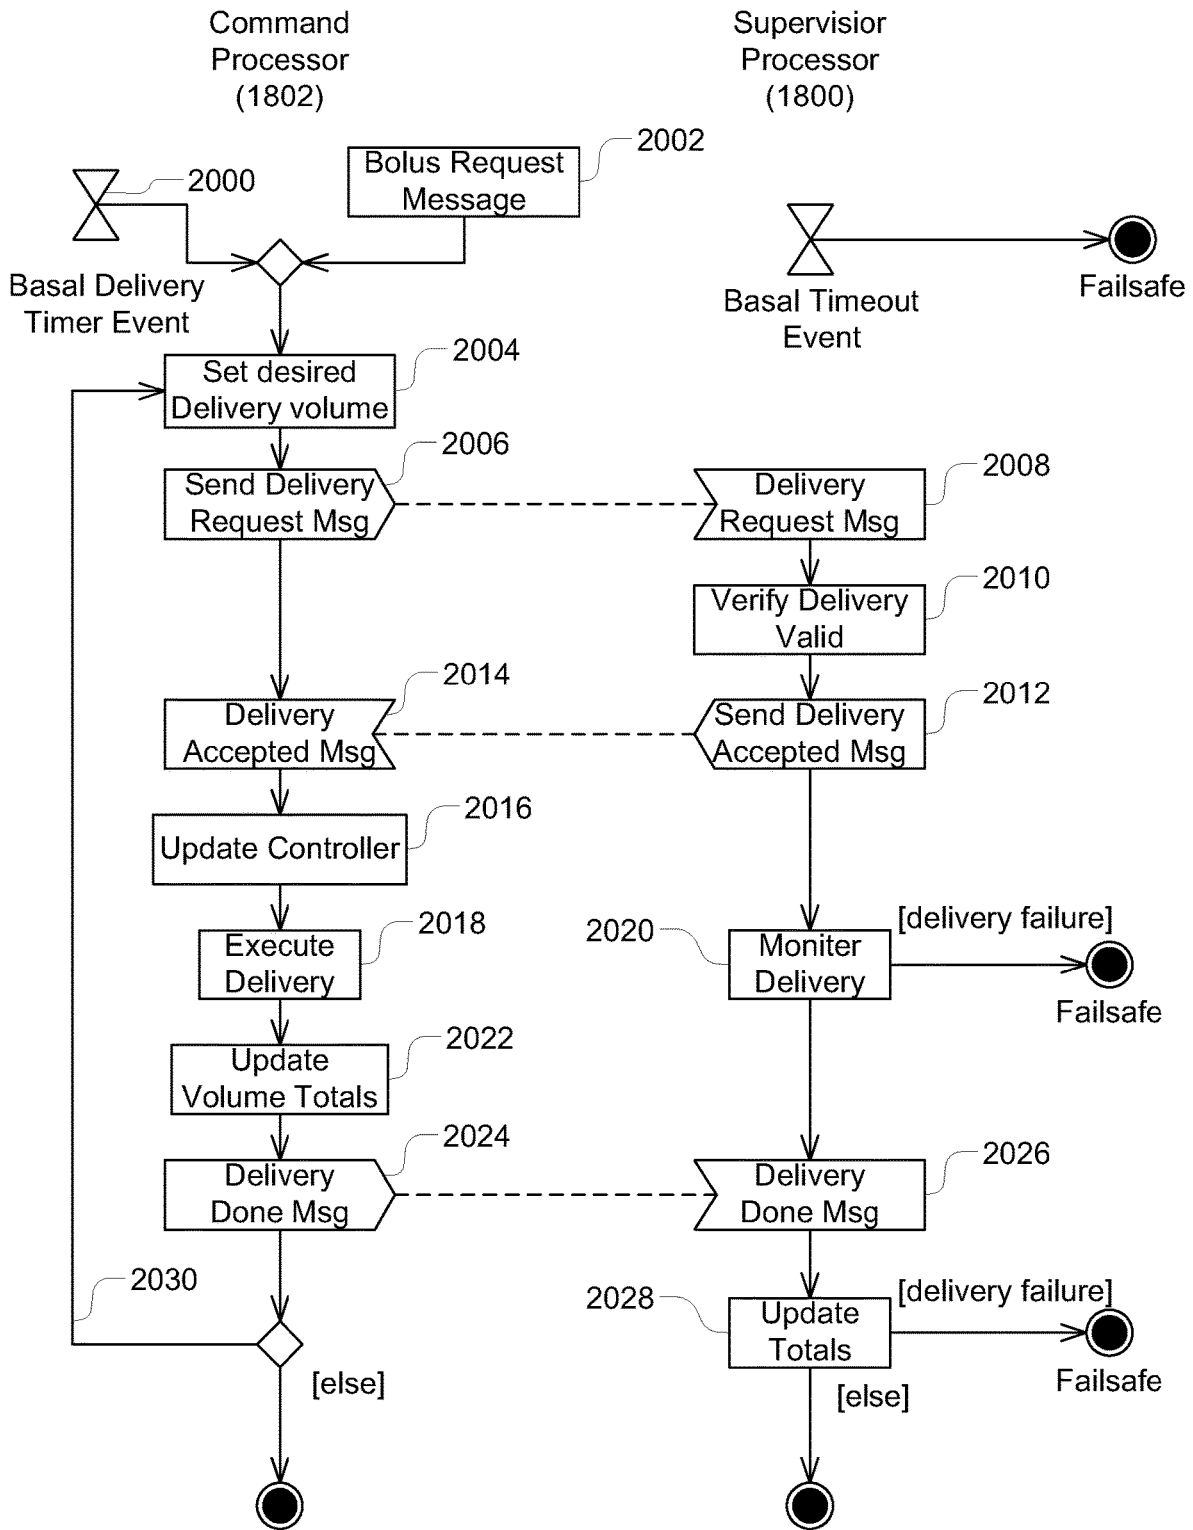 Command
Processor
(1802)
Supervisior
Processor
(1800)
2002
Bolus Request
Message
2000
Basal Delivery
Timer Event
Basal Timeout
Event
Failsafe
2004
Set desired
Delivery volume
2006
Send Delivery
Request Msg
2008
Delivery
Request Msg
2010
Verify Delivery
Valid
2014
Delivery
Accepted Msg
2012
Send Delivery
Accepted Msg
2016
Update Controller
2018
Execute
Delivery
2020
Moniter
Delivery
[delivery failure]
Failsafe
2022
Update
Volume Totals
2024
Delivery
Done Msg
2026
Delivery
Done Msg
2030
2028
Update
Totals
[delivery failure]
Failsafe
[else]
[else]